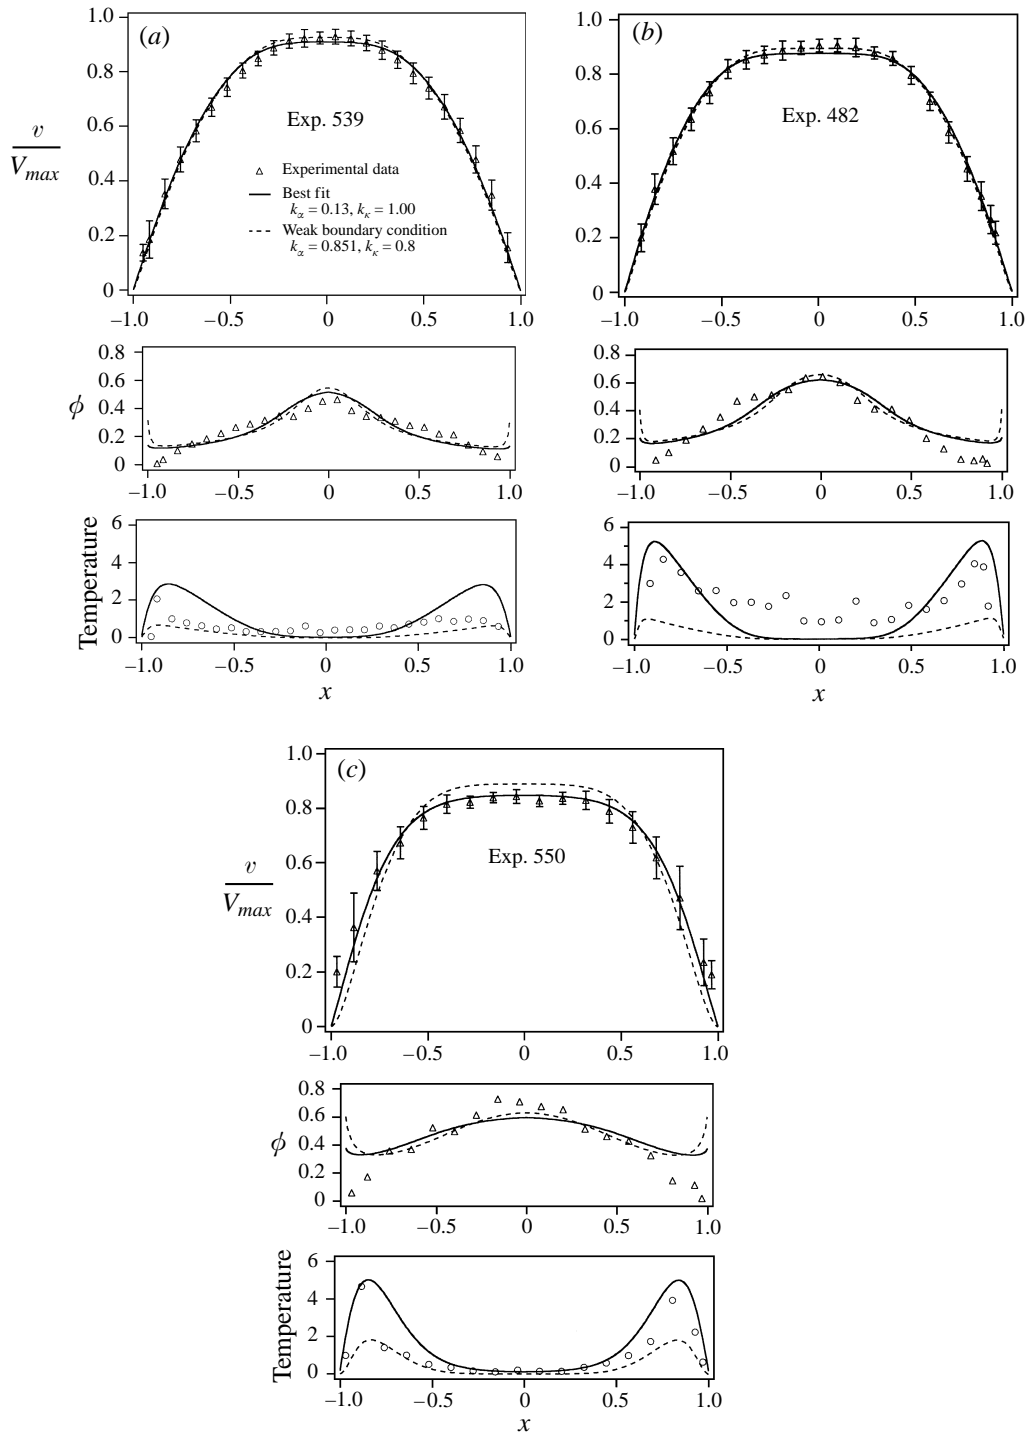 (a)
v
V_max
1.0
0.8
0.6
0.4
0.2
0
Exp. 539
Experimental data
Best fit
k_α = 0.13, k_κ = 1.00
Weak boundary condition
k_α = 0.851, k_κ = 0.8
–1.0 –0.5 0 0.5 1.0
(b)
1.0
0.8
0.6
0.4
0.2
0
Exp. 482
–1.0 –0.5 0 0.5 1.0
ϕ
0.8
0.6
0.4
0.2
0
–1.0 –0.5 0 0.5 1.0
0.8
0.6
0.4
0.2
0
–1.0 –0.5 0 0.5 1.0
Temperature
6
4
2
0
–1.0 –0.5 0 0.5 1.0
x
6
4
2
0
–1.0 –0.5 0 0.5 1.0
x
(c)
v
V_max
1.0
0.8
0.6
0.4
0.2
0
Exp. 550
–1.0 –0.5 0 0.5 1.0
ϕ
0.8
0.6
0.4
0.2
0
–1.0 –0.5 0 0.5 1.0
Temperature
6
4
2
0
–1.0 –0.5 0 0.5 1.0
x